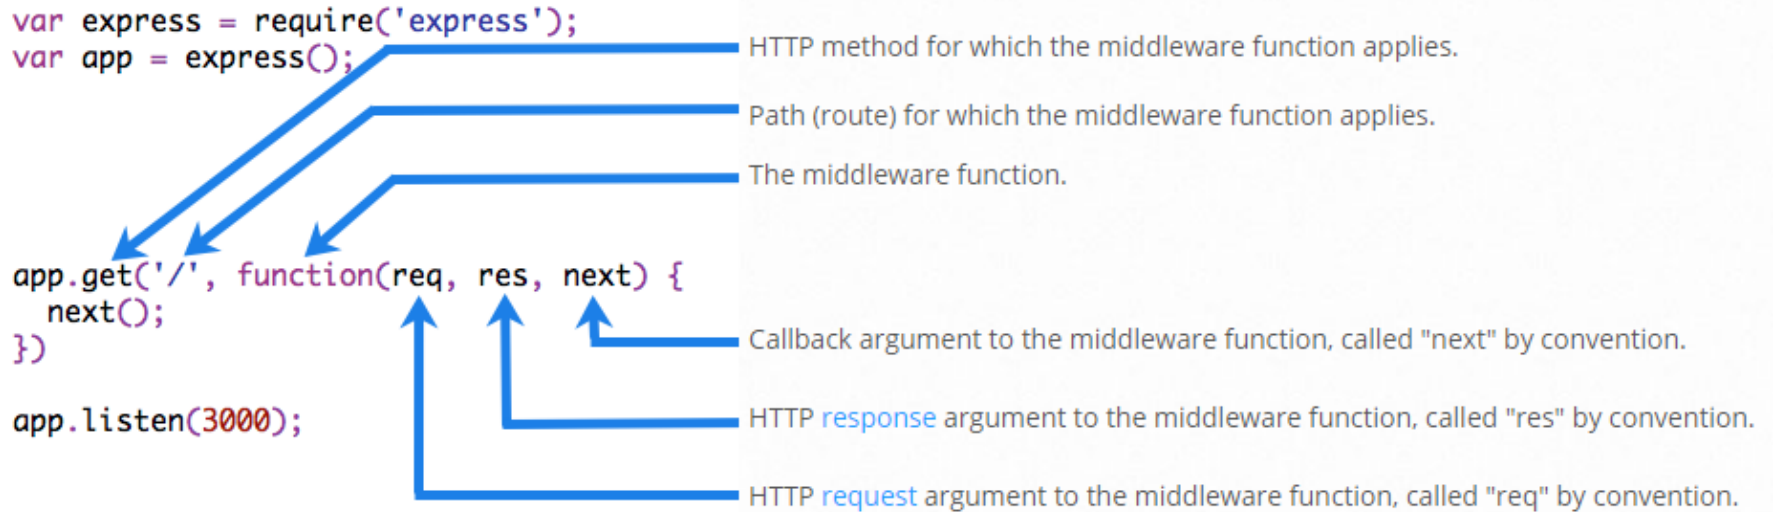 var express = require('express');
var app = express();
HTTP method for which the middleware function applies.
Path (route) for which the middleware function applies.
The middleware function.
app.get('/', function(req, res, next) {
  next();
})
Callback argument to the middleware function, called "next" by convention.
app.listen(3000);
HTTP response argument to the middleware function, called "res" by convention.
HTTP request argument to the middleware function, called "req" by convention.